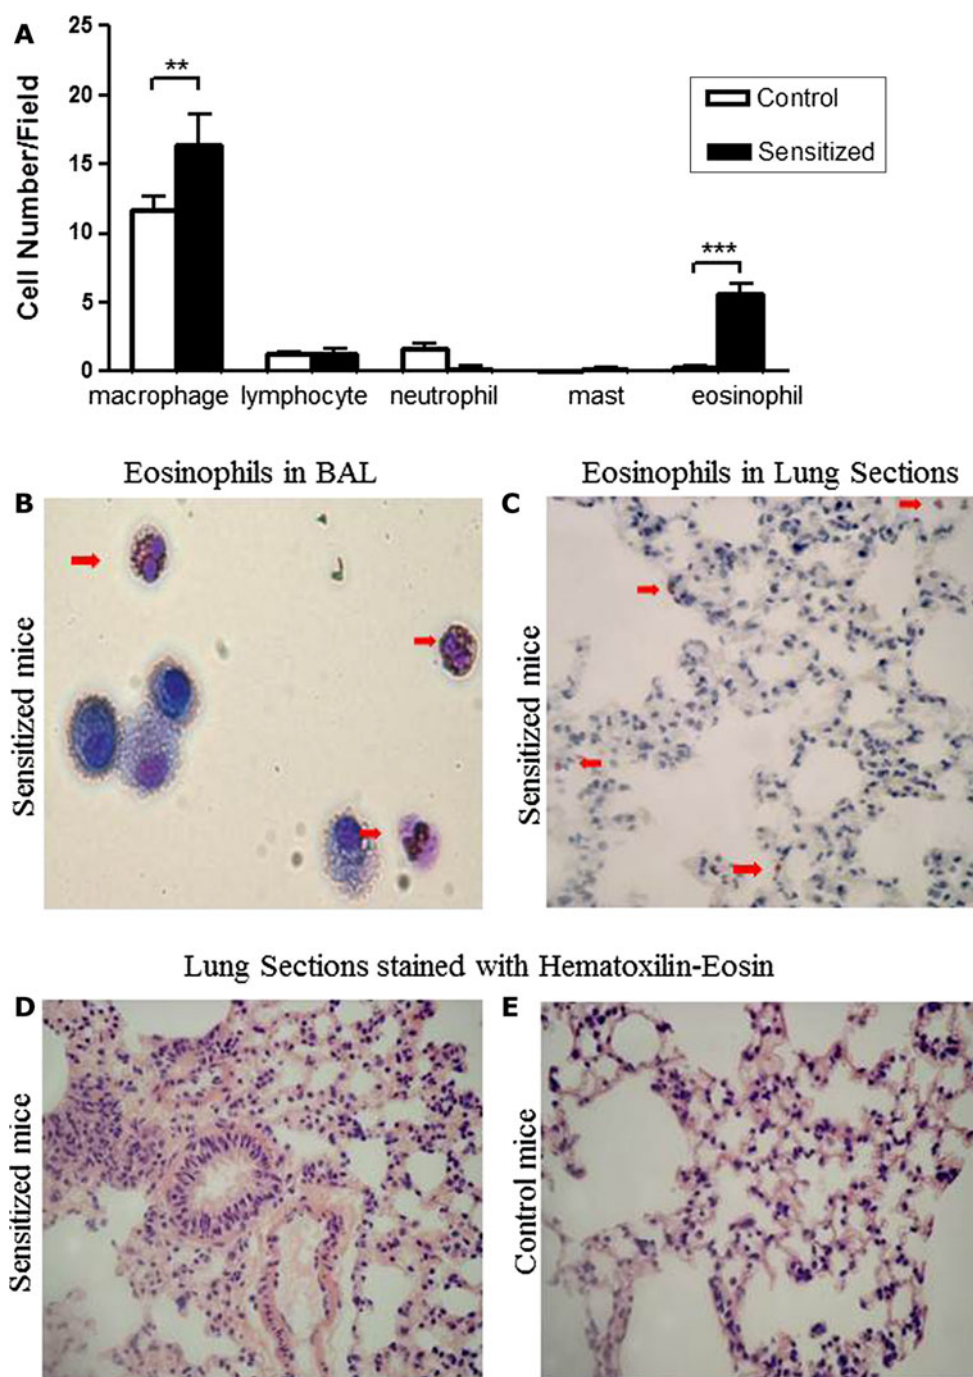 A
25
20
15
10
5
0
Cell Number/Field
**
***
Control
Sensitized
macrophage lymphocyte neutrophil mast eosinophil
Eosinophils in BAL
Eosinophils in Lung Sections
B
C
Sensitized mice
Sensitized mice
Lung Sections stained with Hematoxilin-Eosin
D
E
Sensitized mice
Control mice